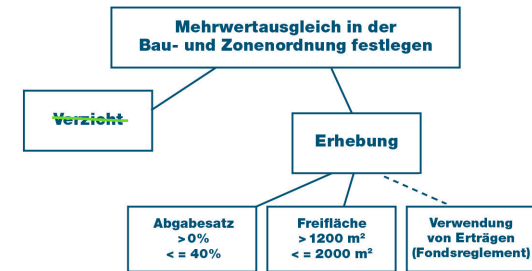 Mehrwertausgleich in der
Bau- und Zonenordnung festlegen
Verzicht
Erhebung
Abgabesatz
>0%
<= 40%
Freifläche
>1200 m²
<= 2000 m²
Verwendung
von Erträgen
(Fondsreglement)